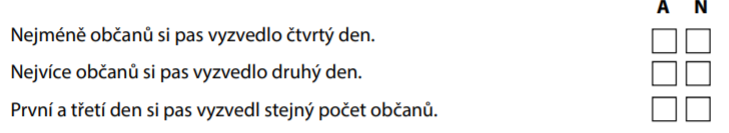 A N
Nejméně občanů si pas vyzvedlo čtvrtý den.
Nejvíce občanů si pas vyzvedlo druhý den.
První a třetí den si pas vyzvedl stejný počet občanů.